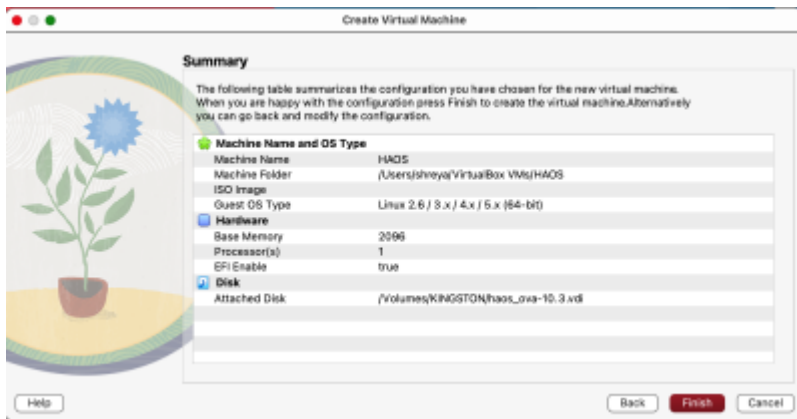 Create Virtual Machine
Summary
The following table summarizes the configuration you have chosen for the new virtual machine.
When you are happy with the configuration press Finish to create the virtual machine.Alternatively
you can go back and modify the configuration.
Machine Name and OS Type
Machine Name HAOS
Machine Folder /Users/shreya/VirtualBox VMs/HAOS
ISO Image
Guest OS Type Linux 2.6 / 3.x / 4.x / 5.x (64-bit)
Hardware
Base Memory 2096
Processor(s) 1
EFI Enable true
Disk
Attached Disk /Volumes/KINGSTON/haos_ova-10.3.vdi
Help Back Finish Cancel